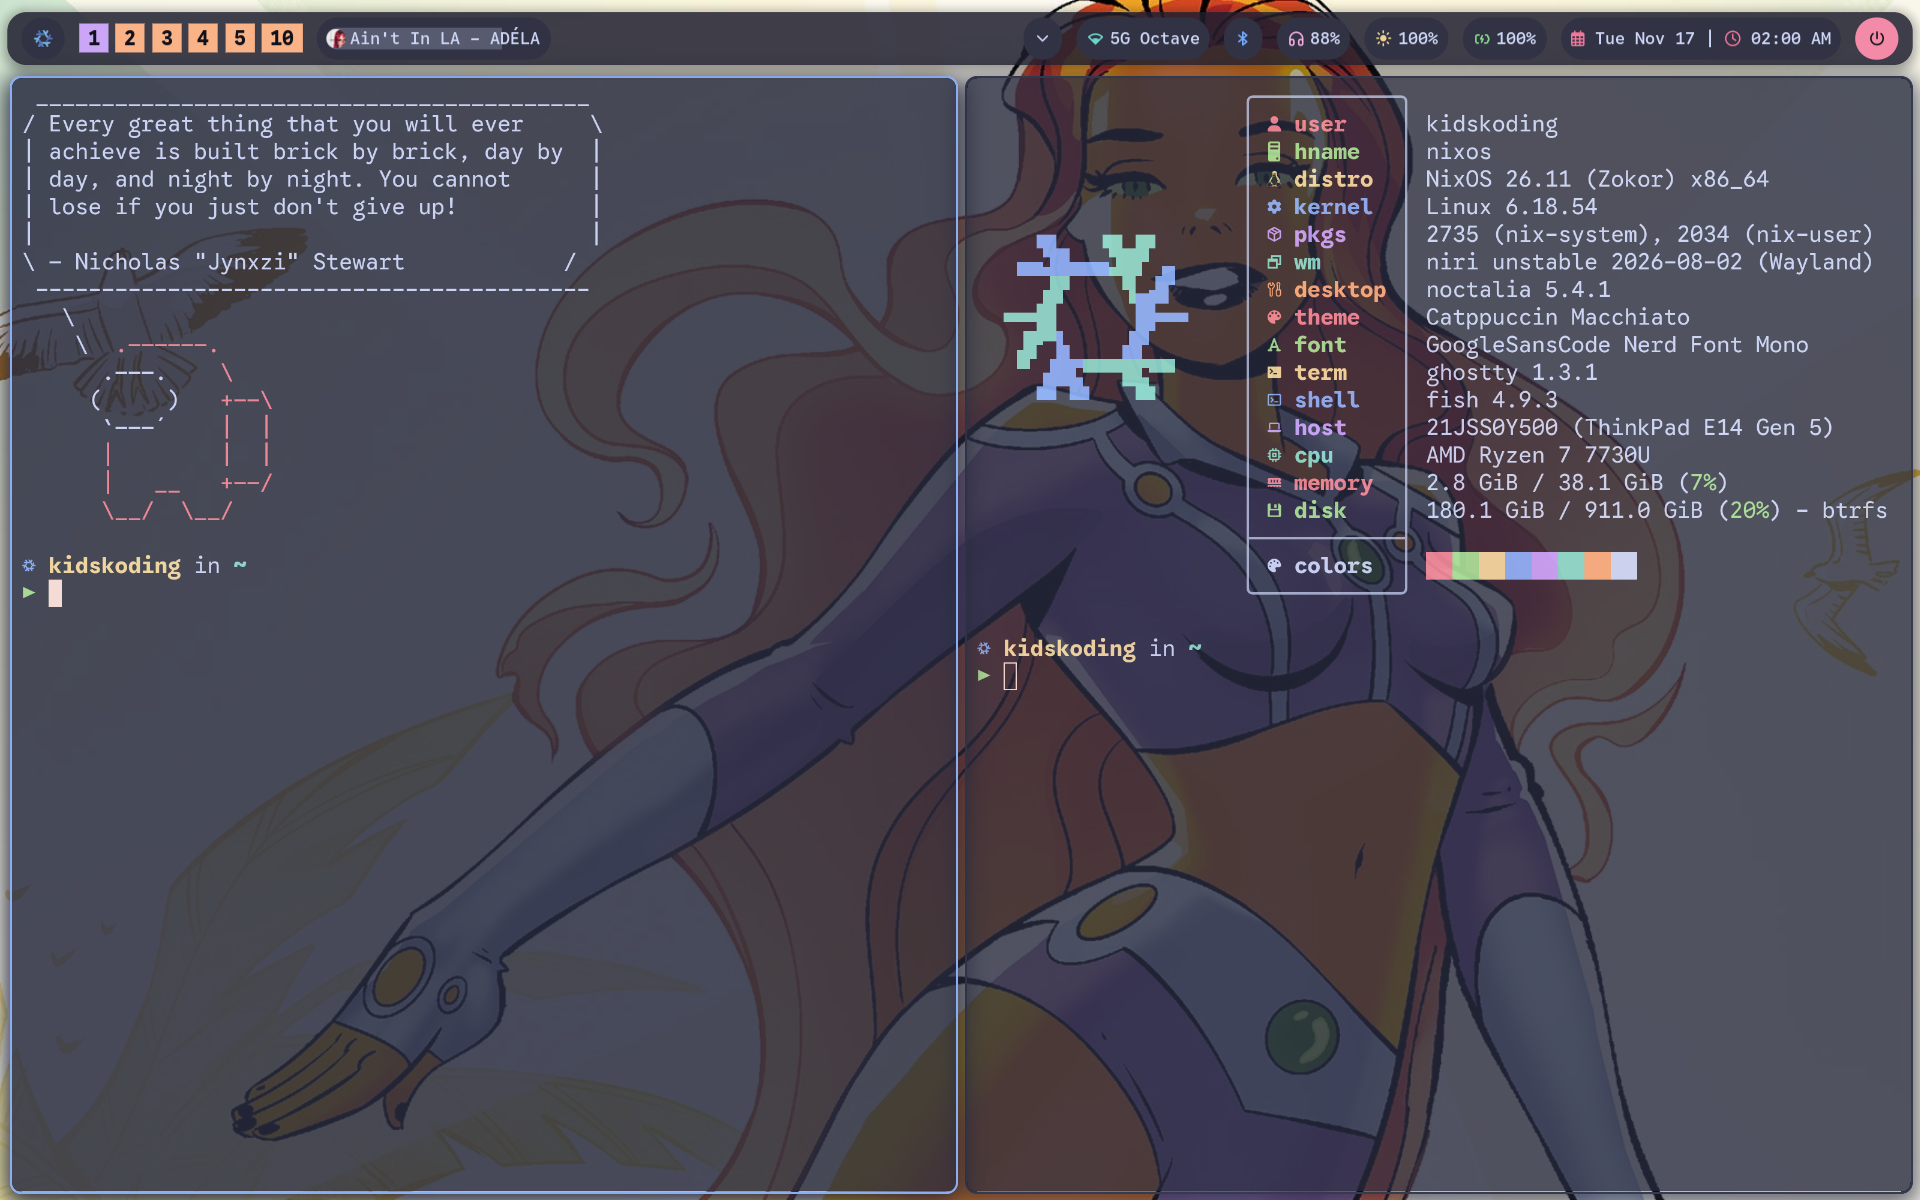 1 2 3 4 5 10 Ain't In LA - ADÉLA 5G Octave 88% 100% 100% Tue Nov 17 | 02:00 AM
/ Every great thing that you will ever \
| achieve is built brick by brick, day by |
| day, and night by night. You cannot |
| lose if you just don't give up! |
| |
\ - Nicholas "Jynxzi" Stewart /
kidskoding in ~
user kidskoding
hname nixos
distro NixOS 26.11 (Zokor) x86_64
kernel Linux 6.18.54
pkgs 2735 (nix-system), 2034 (nix-user)
wm niri unstable 2026-08-02 (Wayland)
desktop noctalia 5.4.1
theme Catppuccin Macchiato
font GoogleSansCode Nerd Font Mono
term ghostty 1.3.1
shell fish 4.9.3
host 21JSS0Y500 (ThinkPad E14 Gen 5)
cpu AMD Ryzen 7 7730U
memory 2.8 GiB / 38.1 GiB (7%)
disk 180.1 GiB / 911.0 GiB (20%) - btrfs
colors
kidskoding in ~